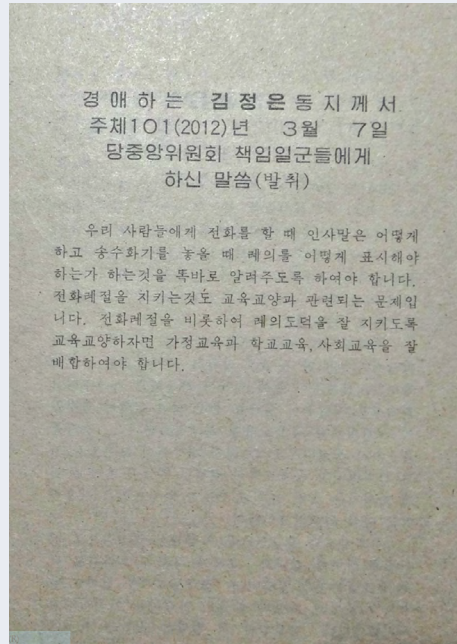 경애하는 김정은동지께서
주체101(2012)년 3월 7일
당중앙위원회 책임일군들에게
하신 말씀(발취)
우리 사람들에게 전화를 할 때 인사말은 어떻게
하고 송수화기를 놓을 때 례의를 어떻게 표시해야
하는가 하는것을 똑바로 알려주도록 하여야 합니다.
전화례절을 지키는것도 교육교양과 관련되는 문제입
니다. 전화례절을 비롯하여 례의도덕을 잘 지키도록
교육교양하자면 가정교육과 학교교육, 사회교육을 잘
배합하여야 합니다.